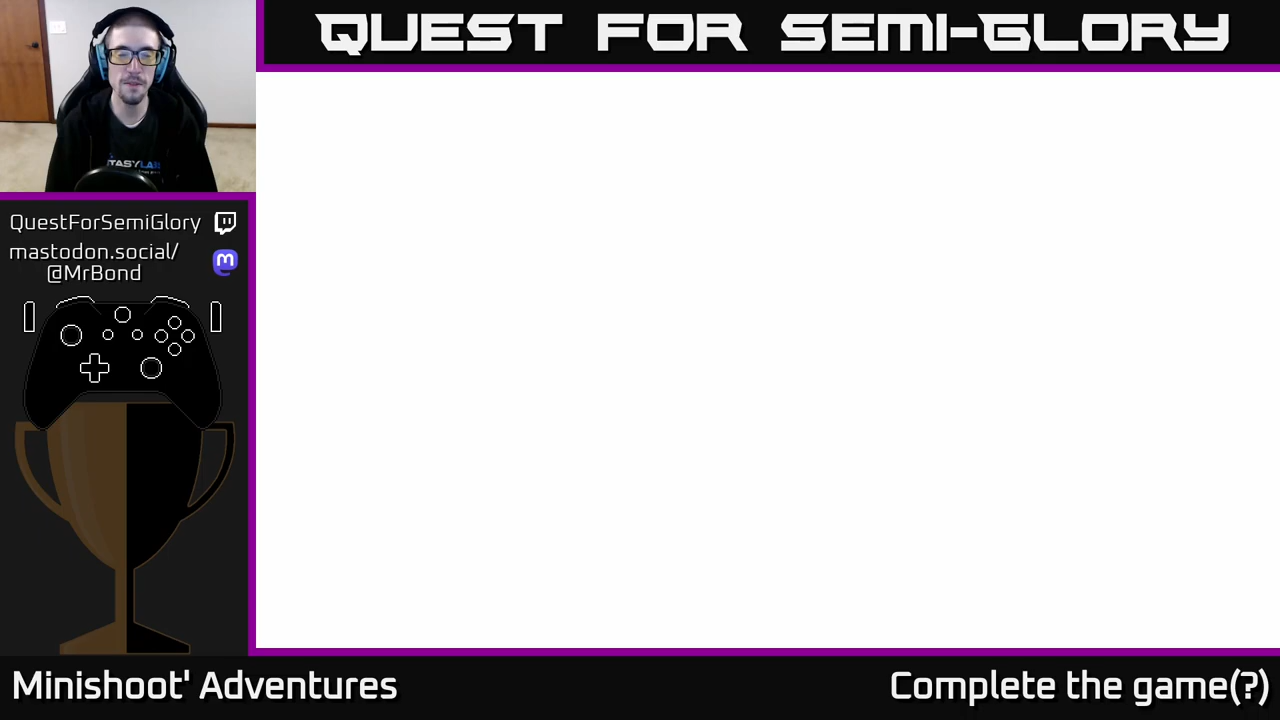 QUEST FOR SEMI-GLORY
QuestForSemiGlory
mastodon.social/
@MrBond
Minishoot' Adventures
Complete the game(?)